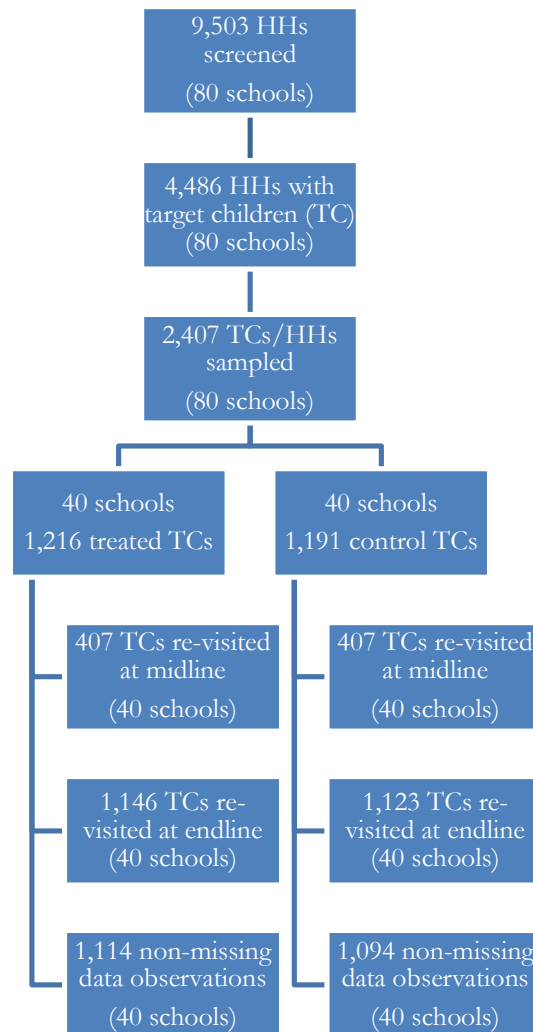 9,503 HHs
screened
(80 schools)
4,486 HHs with
target children (TC)
(80 schools)
2,407 TCs/HHs
sampled
(80 schools)
40 schools
1,216 treated TCs
40 schools
1,191 control TCs
407 TCs re-visited
at midline
(40 schools)
407 TCs re-visited
at midline
(40 schools)
1,146 TCs re-
visited at endline
(40 schools)
1,123 TCs re-
visited at endline
(40 schools)
1,114 non-missing
data observations
(40 schools)
1,094 non-missing
data observations
(40 schools)